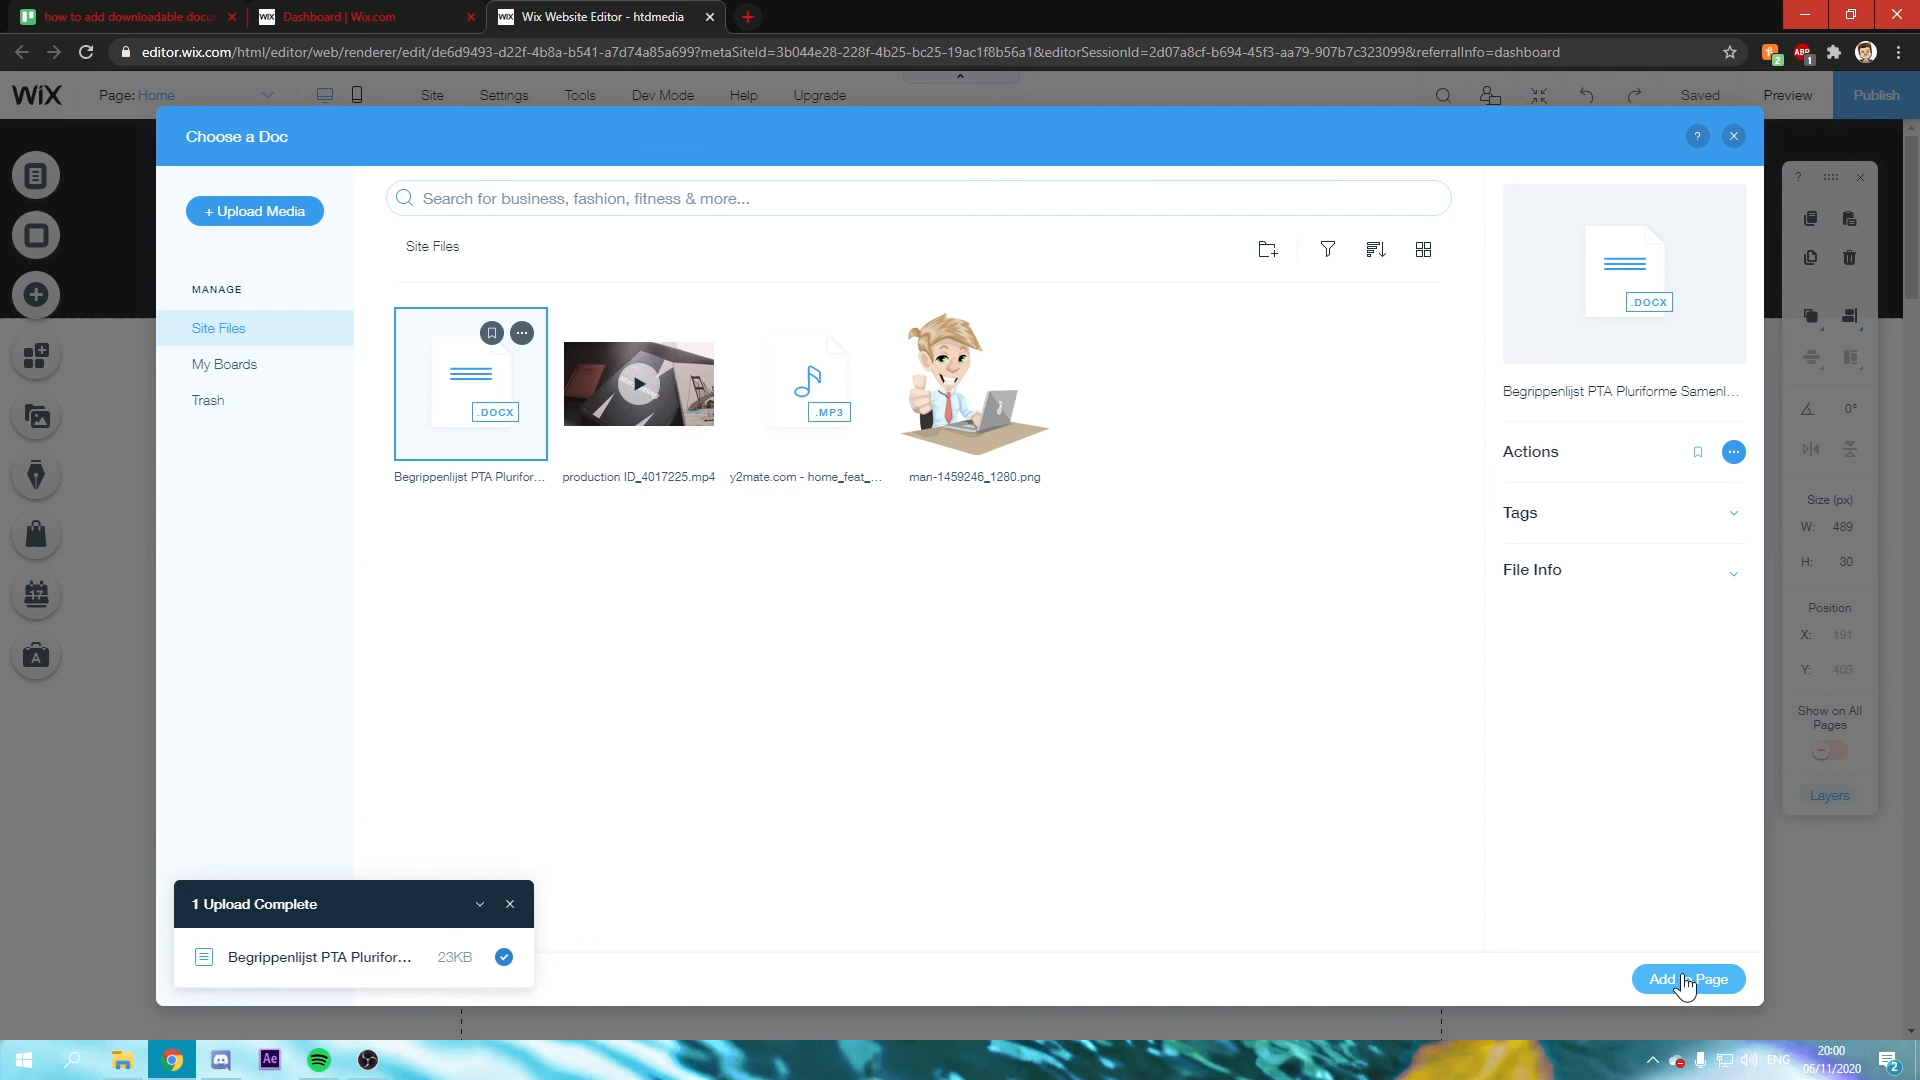 how to add downloadable docu
Dashboard | Wix.com
Wix Website Editor - htdmedia
editor.wix.com/html/editor/web/renderer/edit/de6d9493-d22f-4b8a-b541-a7d74a85a699?metaSiteId=3b044e28-228f-4b25-bc25-19ac1f8b56a1&editorSessionId=2d07a8cf-b694-45f3-aa79-907b7c323099&referralInfo=dashboard
WiX Page: Home Site Settings Tools Dev Mode Help Upgrade Saved Preview Publish
Choose a Doc
+ Upload Media
Search for business, fashion, fitness & more...
Site Files
MANAGE
Site Files
My Boards
Trash
.DOCX
.MP3
Begrippenlijst PTA Plurifor... production ID_4017225.mp4 y2mate.com - home_feat_... man-1459246_1280.png
.DOCX
Begrippenlijst PTA Pluriforme Samenl...
Actions
Tags
File Info
0°
Size (px)
W: 489
H: 30
Position
X: 191
Y: 403
Show on All
Pages
Layers
1 Upload Complete
Begrippenlijst PTA Plurifor... 23KB
Add to Page
Ae
ENG
20:00
06/11/2020
2